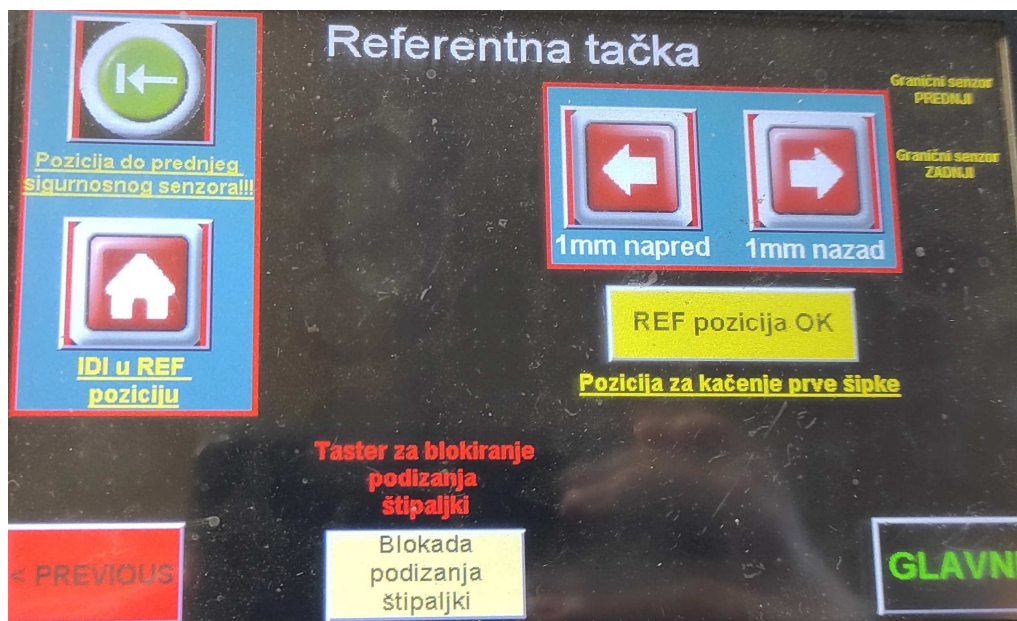 Referentna tačka
Pozicija do prednjeg
sigurnosnog senzora!!!
IDI u REF
poziciju
1mm napred
1mm nazad
Granični senzor
PREDNJI
Granični senzor
ZADNJI
REF pozicija OK
Pozicija za kačenje prve šipke
Taster za blokiranje
podizanja
štipaljki
< PREVIOUS
Blokada
podizanja
štipaljki
GLAVNI